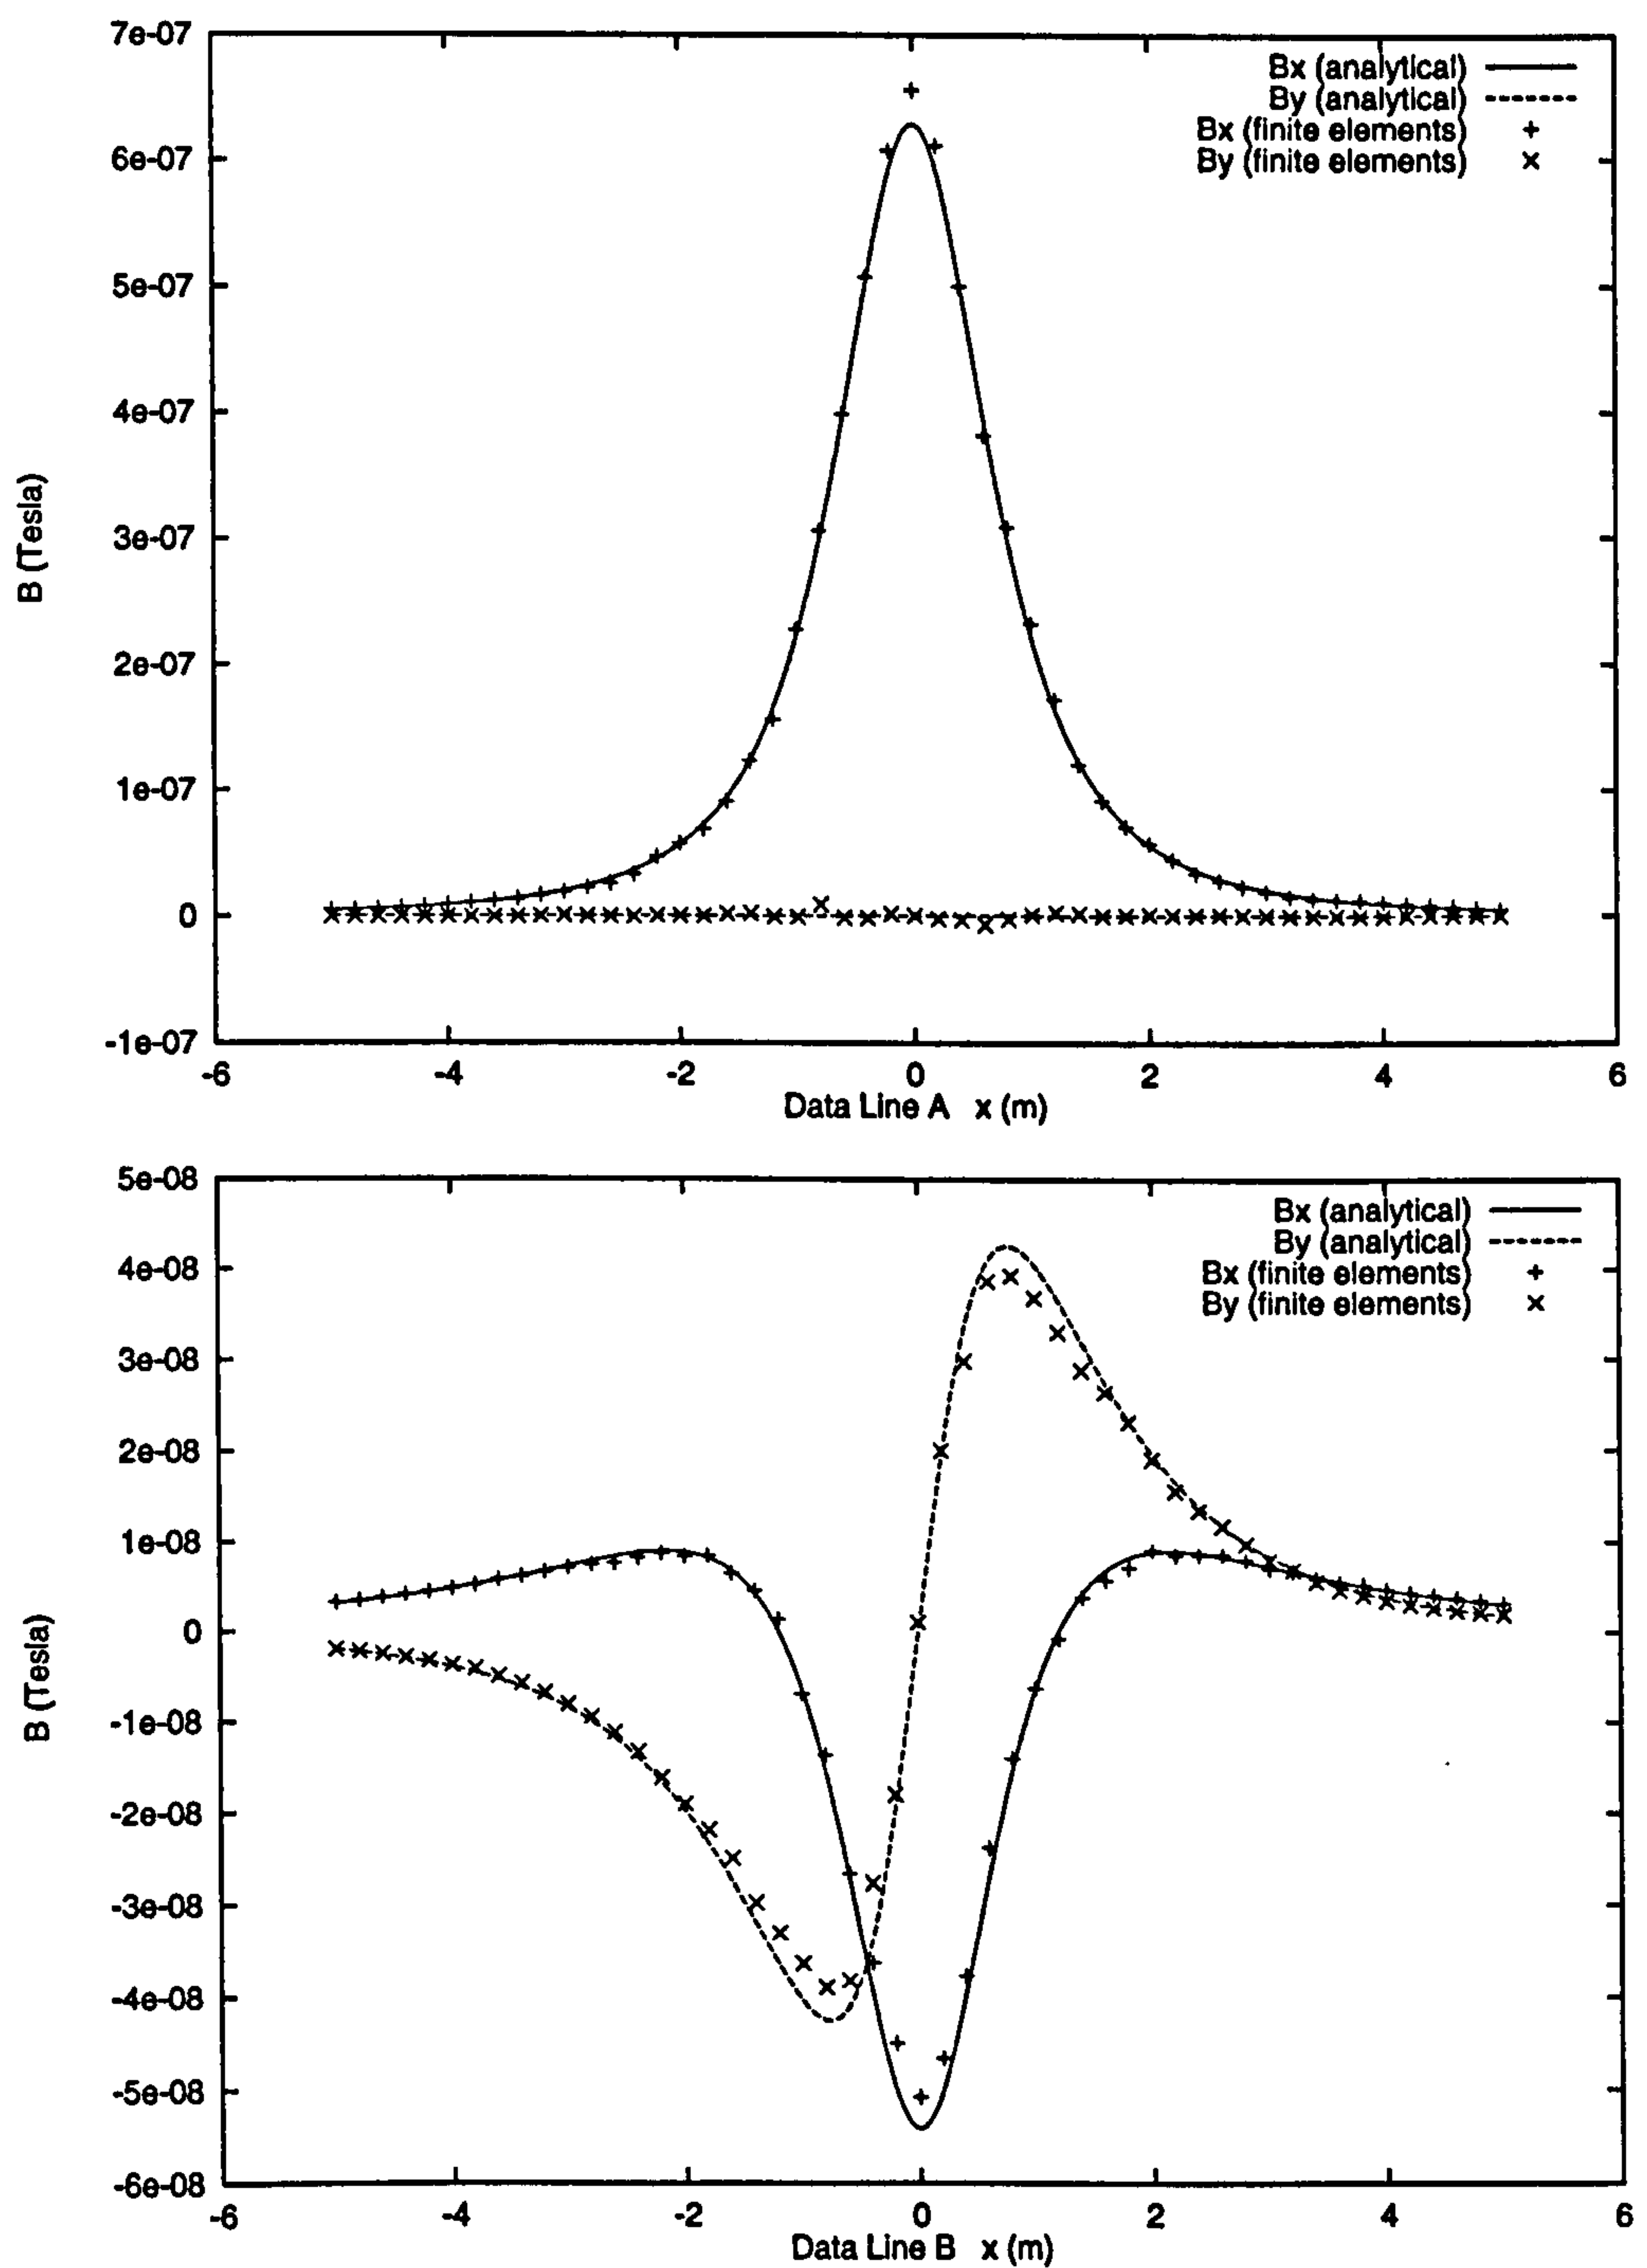 7e-07
6e-07
5e-07
4e-07
3e-07
2e-07
1e-07
0
-1e-07
B (Tesla)
Bx (analytical)
By (analytical)
Bx (finite elements)
By (finite elements)
-6 -4 -2 0 2 4 6
Data Line A x (m)
5e-08
4e-08
3e-08
2e-08
1e-08
0
-1e-08
-2e-08
-3e-08
-4e-08
-5e-08
-6e-08
B (Tesla)
Bx (analytical)
By (analytical)
Bx (finite elements)
By (finite elements)
-6 -4 -2 0 2 4 6
Data Line B x (m)